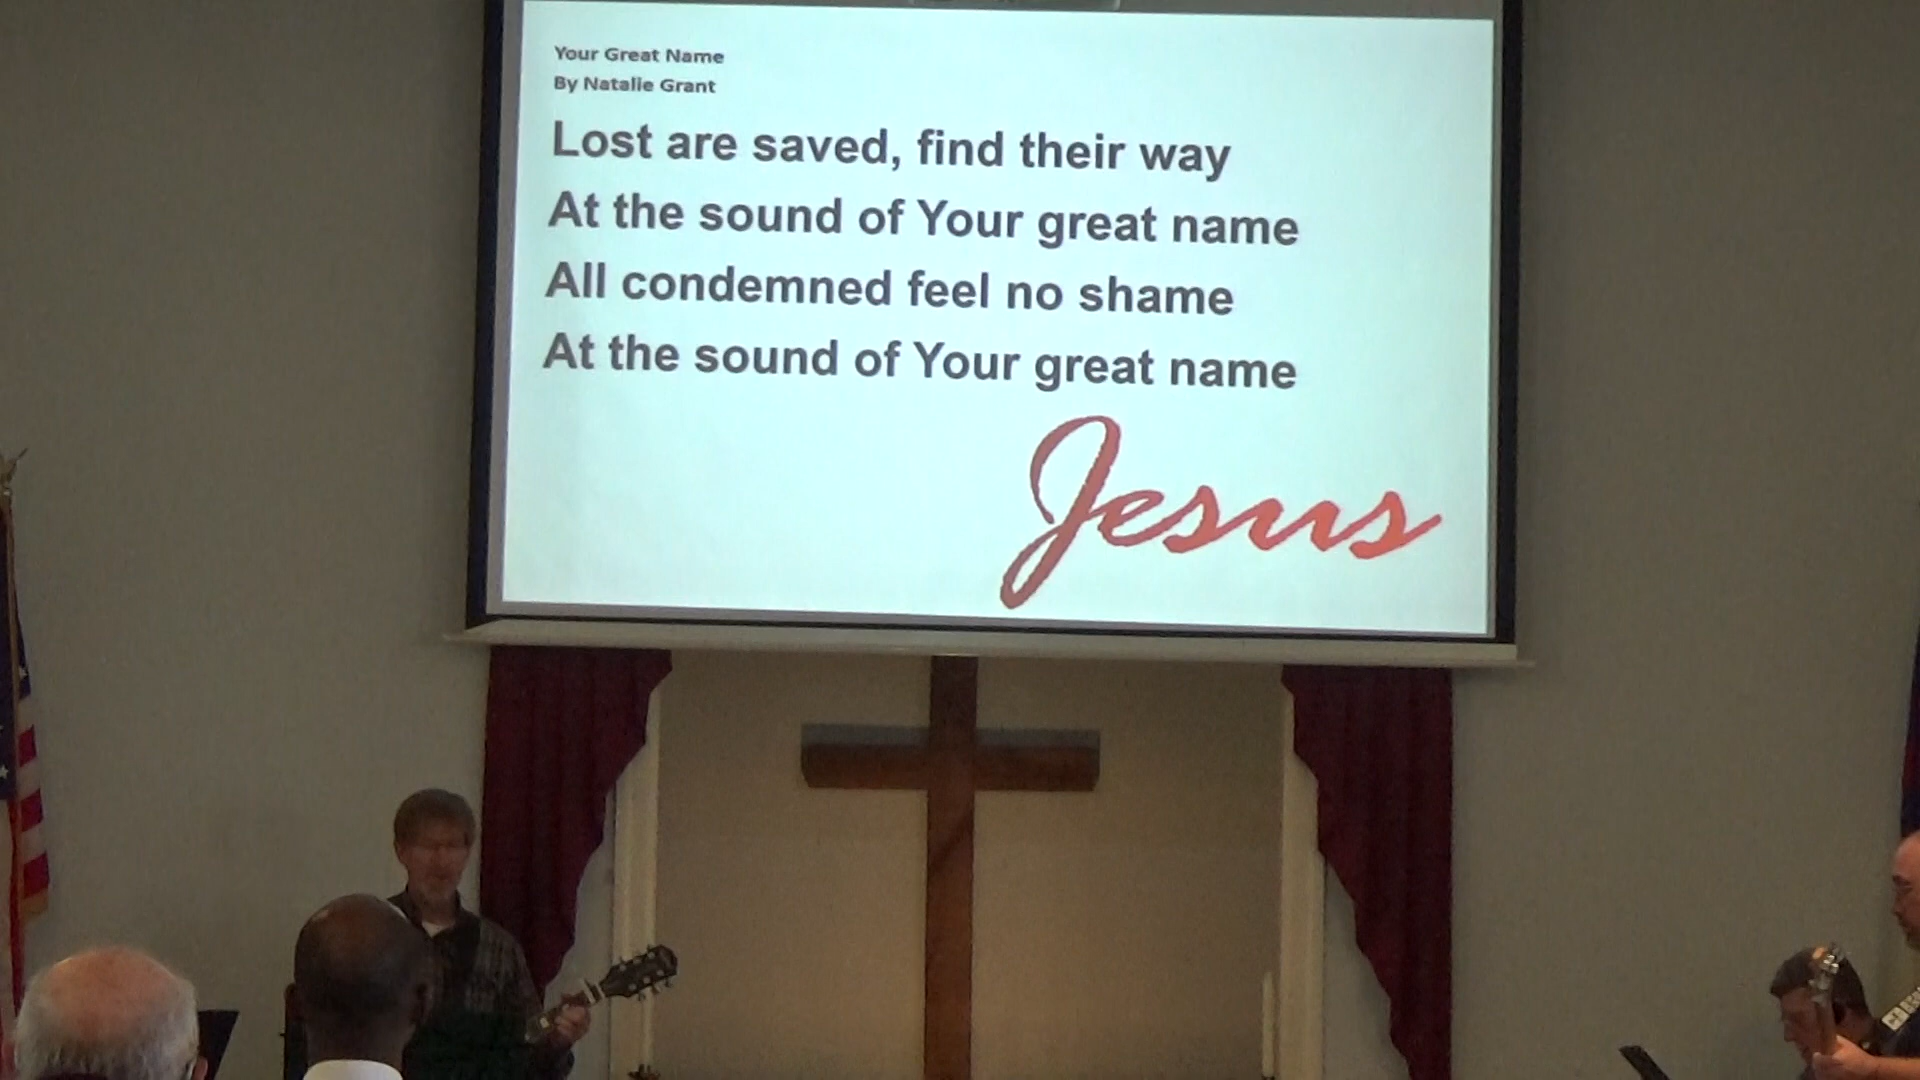 Your Great Name
By Natalie Grant
Lost are saved, find their way
At the sound of Your great name
All condemned feel no shame
At the sound of Your great name
Jesus